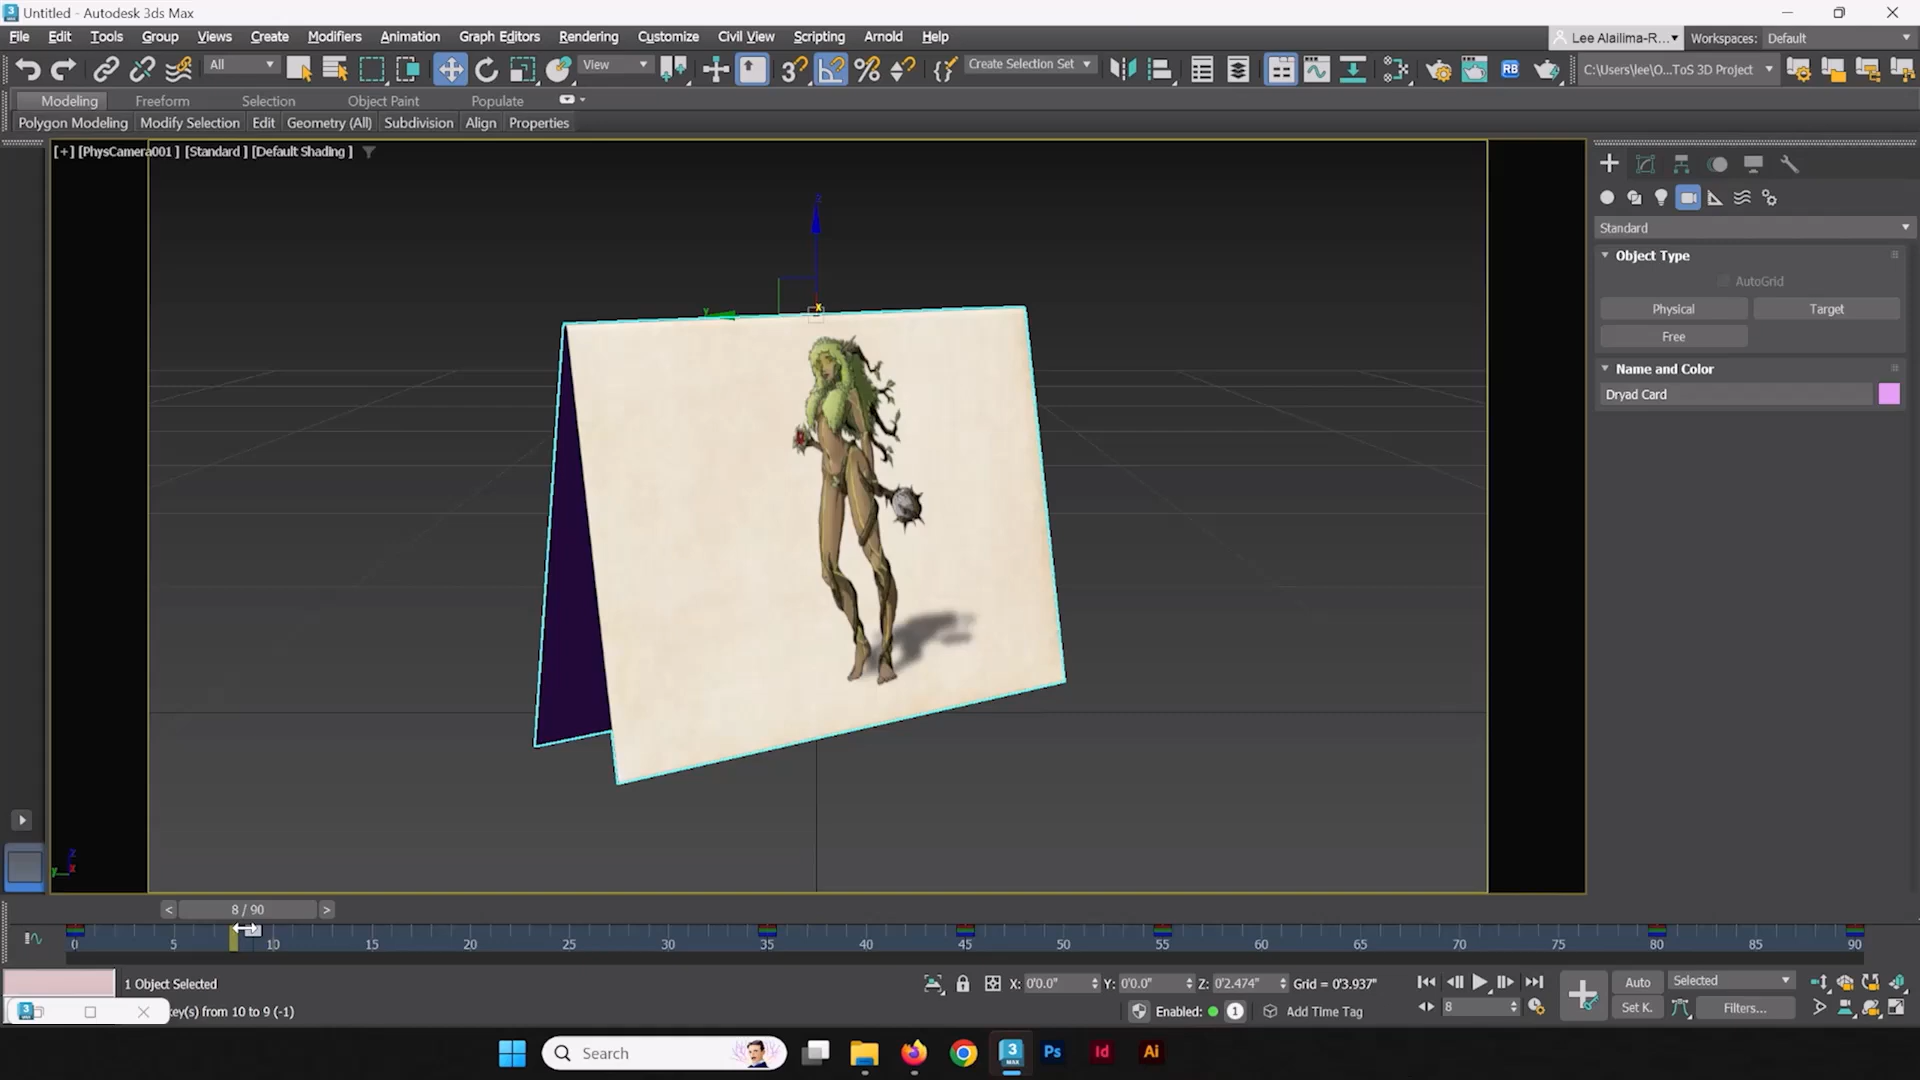 Untitled - Autodesk 3ds Max
File Edit Tools Group Views Create Modifiers Animation Graph Editors Rendering Customize Civil View Scripting Arnold Help
Lee Alailima-R... Workspaces: Default
All View Create Selection Set RB C:\Users\lee\O...ToS 3D Project
Modeling Freeform Selection Object Paint Populate
Polygon Modeling Modify Selection Edit Geometry (All) Subdivision Align Properties
[+] [PhysCamera001 ] [Standard ] [Default Shading ]
Standard
Object Type
AutoGrid
Physical Target
Free
Name and Color
Dryad Card
z
x
y
z
y x
< 8 / 90 >
0 5 10 15 20 25 30 35 40 45 50 55 60 65 70 75 80 85 90
1 Object Selected X: 0'0.0" Y: 0'0.0" Z: 0'2.474" Grid = 0'3.937" Auto Selected
key(s) from 10 to 9 (-1) Enabled: 1 Add Time Tag 8 Set K. Filters...
Search 3 MAX Ps Id Ai